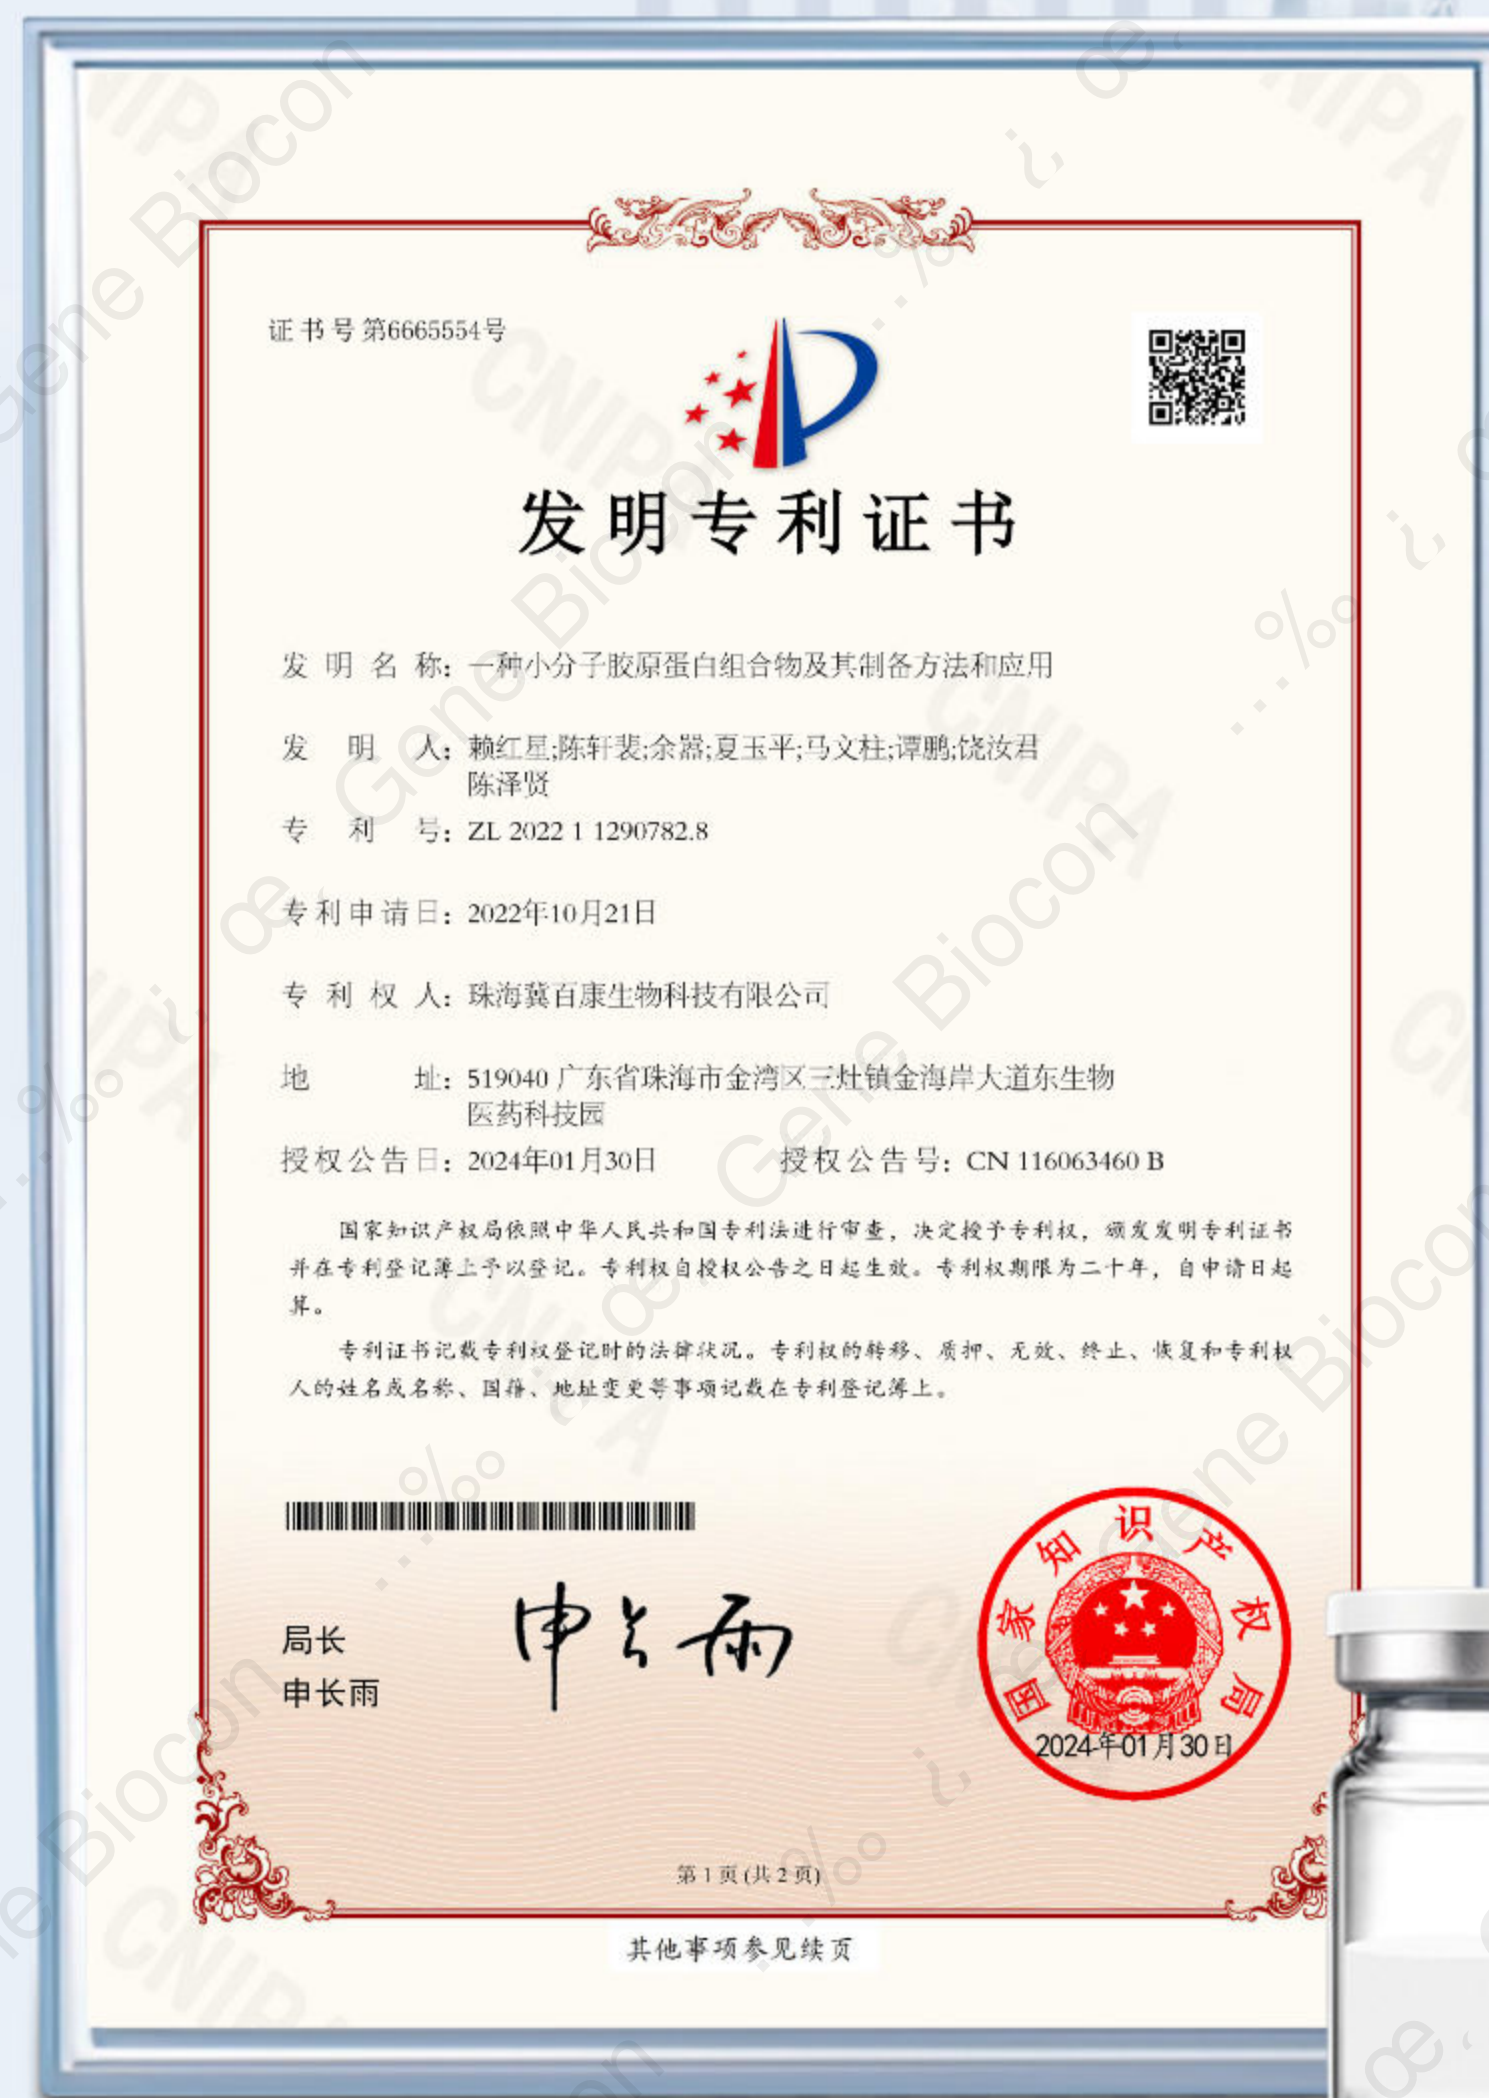 证书号第6665554号
发明专利证书
发明名称：一种小分子胶原蛋白组合物及其制备方法和应用
发明人：赖红星;陈轩裴;余嚣;夏玉平;马文柱;谭鹏;饶汝君
陈泽贤
专利号：ZL 2022 1 1290782.8
专利申请日：2022年10月21日
专利权人：珠海冀百康生物科技有限公司
地址：519040 广东省珠海市金湾区三灶镇金海岸大道东生物
医药科技园
授权公告日：2024年01月30日 授权公告号：CN 116063460 B
国家知识产权局依照中华人民共和国专利法进行审查，决定授予专利权，颁发发明专利证书
并在专利登记簿上予以登记。专利权自授权公告之日起生效。专利权期限为二十年，自申请日起
算。
专利证书记载专利权登记时的法律状况。专利权的转移、质押、无效、终止、恢复和专利权
人的姓名或名称、国籍、地址变更等事项记载在专利登记簿上。
局长
申长雨
申长雨
国家知识产权局
2024年01月30日
第 1 页 (共 2 页)
其他事项参见续页
CNIPA
Gene Biocon